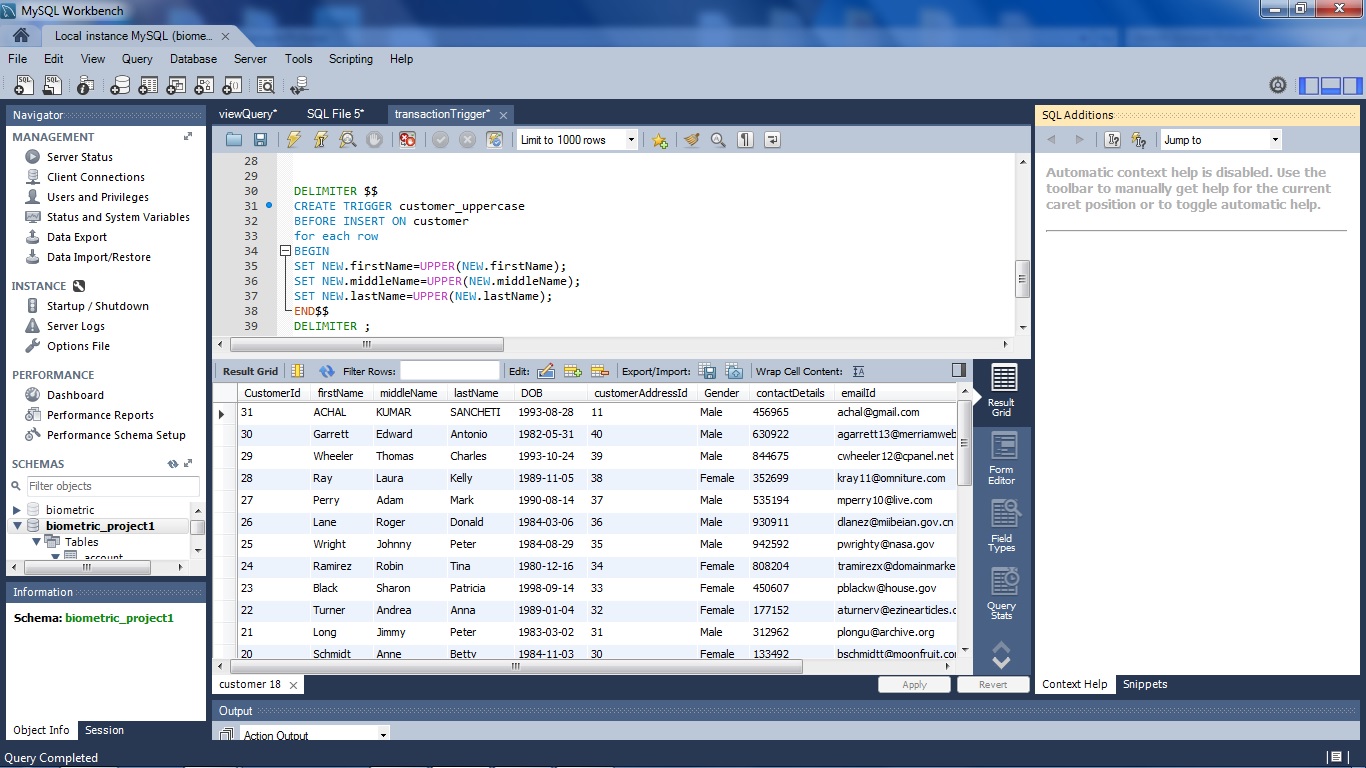 MySQL Workbench
Local instance MySQL (biome...
File Edit View Query Database Server Tools Scripting Help
Navigator
MANAGEMENT
Server Status
Client Connections
Users and Privileges
Status and System Variables
Data Export
Data Import/Restore
INSTANCE
Startup / Shutdown
Server Logs
Options File
PERFORMANCE
Dashboard
Performance Reports
Performance Schema Setup
SCHEMAS
Filter objects
biometric
biometric_project1
Tables
account
Information
Schema: biometric_project1
Object Info Session
viewQuery* SQL File 5* transactionTrigger*
Limit to 1000 rows
28
29
30 DELIMITER $$
31 CREATE TRIGGER customer_uppercase
32 BEFORE INSERT ON customer
33 for each row
34 BEGIN
35 SET NEW.firstName=UPPER(NEW.firstName);
36 SET NEW.middleName=UPPER(NEW.middleName);
37 SET NEW.lastName=UPPER(NEW.lastName);
38 END$$
39 DELIMITER ;
Result Grid Filter Rows: Edit: Export/Import: Wrap Cell Content:
CustomerId firstName middleName lastName DOB customerAddressId Gender contactDetails emailId
31 ACHAL KUMAR SANCHETI 1993-08-28 11 Male 456965 achal@gmail.com
30 Garrett Edward Antonio 1982-05-31 40 Male 630922 agarrett13@merriamweb
29 Wheeler Thomas Charles 1993-10-24 39 Male 844675 cwheeler12@cpanel.net
28 Ray Laura Kelly 1989-11-05 38 Female 352699 kray11@omniture.com
27 Perry Adam Mark 1990-08-14 37 Male 535194 mperry10@live.com
26 Lane Roger Donald 1984-03-06 36 Male 930911 dlanez@miibeian.gov.cn
25 Wright Johnny Peter 1984-08-29 35 Male 942592 pwrighty@nasa.gov
24 Ramirez Robin Tina 1980-12-16 34 Female 808204 tramirezx@domainmarke
23 Black Sharon Patricia 1998-09-14 33 Female 450607 pblackw@house.gov
22 Turner Andrea Anna 1989-01-04 32 Female 177152 aturnerv@ezinearticles.c
21 Long Jimmy Peter 1983-03-02 31 Male 312962 plongu@archive.org
20 Schmidt Anne Betty 1984-11-03 30 Female 133492 bschmidtt@moonfruit.co
Result
Grid
Form
Editor
Field
Types
Query
Stats
customer 18
Apply Revert
Output
Action Output
SQL Additions
Jump to
Automatic context help is disabled. Use the
toolbar to manually get help for the current
caret position or to toggle automatic help.
Context Help Snippets
Query Completed